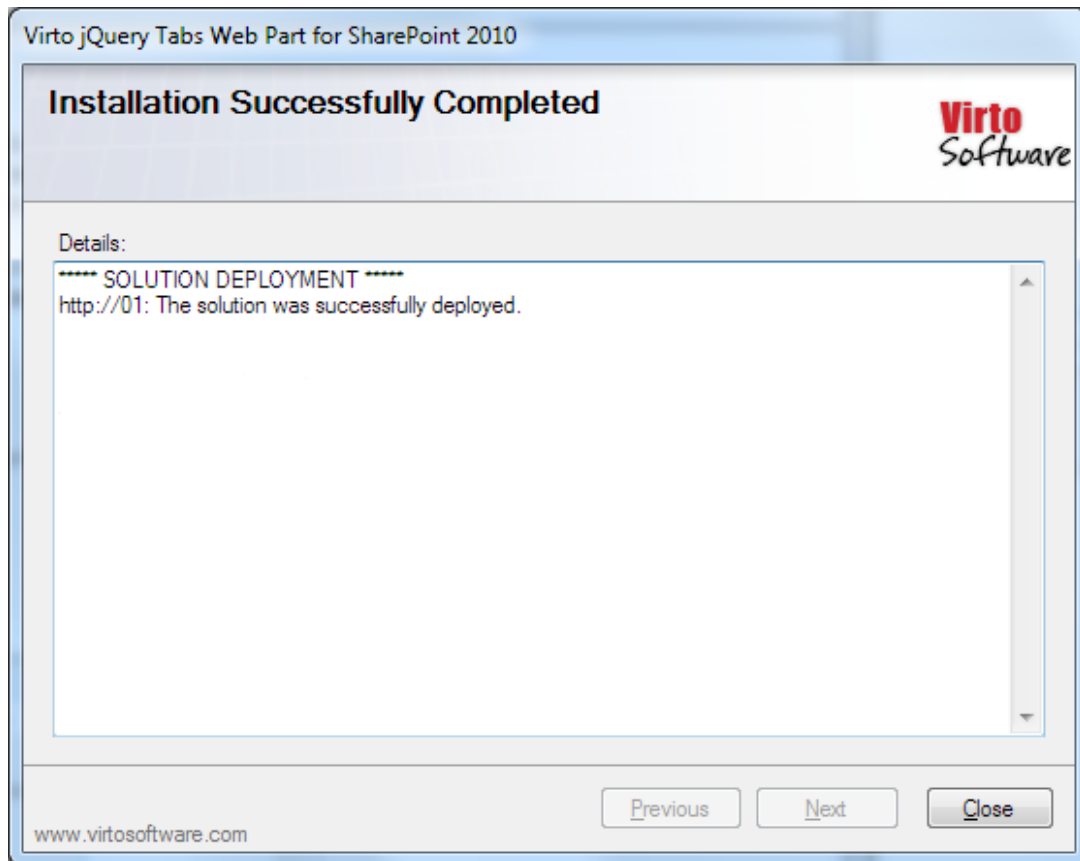 Virto jQuery Tabs Web Part for SharePoint 2010
Installation Successfully Completed
Virto
Software
Details:
***** SOLUTION DEPLOYMENT *****
http://01: The solution was successfully deployed.
Previous
Next
Close
www.virtosoftware.com